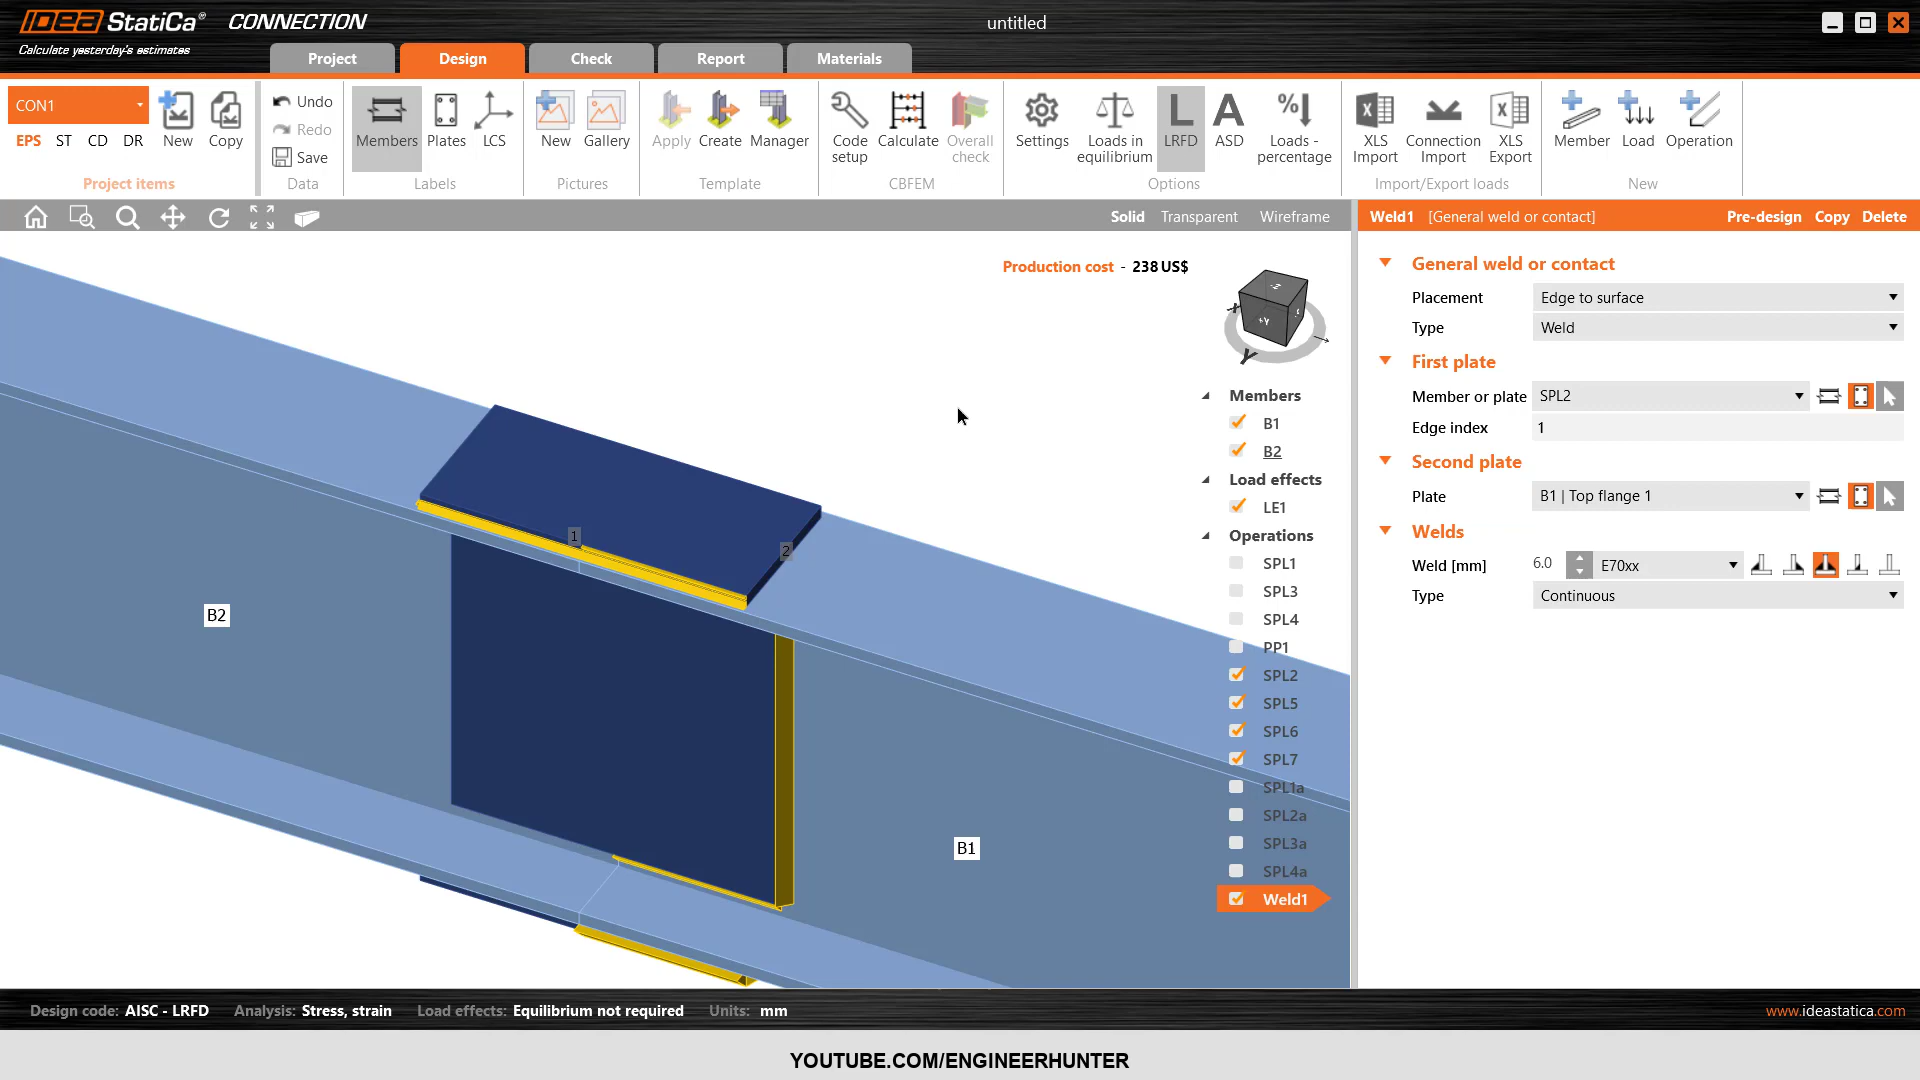 IDEA StatiCa® CONNECTION
Calculate yesterday's estimates
untitled
Project Design Check Report Materials
CON1
EPS ST CD DR
New
Copy
Project items
Undo
Redo
Save
Data
Members
Plates
LCS
Labels
New
Gallery
Pictures
Apply
Create
Manager
Template
Code setup
Calculate
Overall check
CBFEM
Settings
Loads in equilibrium
LRFD
ASD
Loads - percentage
Options
XLS Import
Connection Import
XLS Export
Import/Export loads
Member
Load
Operation
New
Solid Transparent Wireframe
Weld1 [General weld or contact] Pre-design Copy Delete
Production cost - 238 US$
-Z
+Y
X
Y
Members
B1
B2
Load effects
LE1
Operations
SPL1
SPL3
SPL4
PP1
SPL2
SPL5
SPL6
SPL7
SPL1a
SPL2a
SPL3a
SPL4a
Weld1
1
2
B2
B1
General weld or contact
Placement Edge to surface
Type Weld
First plate
Member or plate SPL2
Edge index 1
Second plate
Plate B1 | Top flange 1
Welds
Weld [mm] 6.0 E70xx
Type Continuous
Design code: AISC - LRFD Analysis: Stress, strain Load effects: Equilibrium not required Units: mm
www.ideastatica.com
YOUTUBE.COM/ENGINEERHUNTER